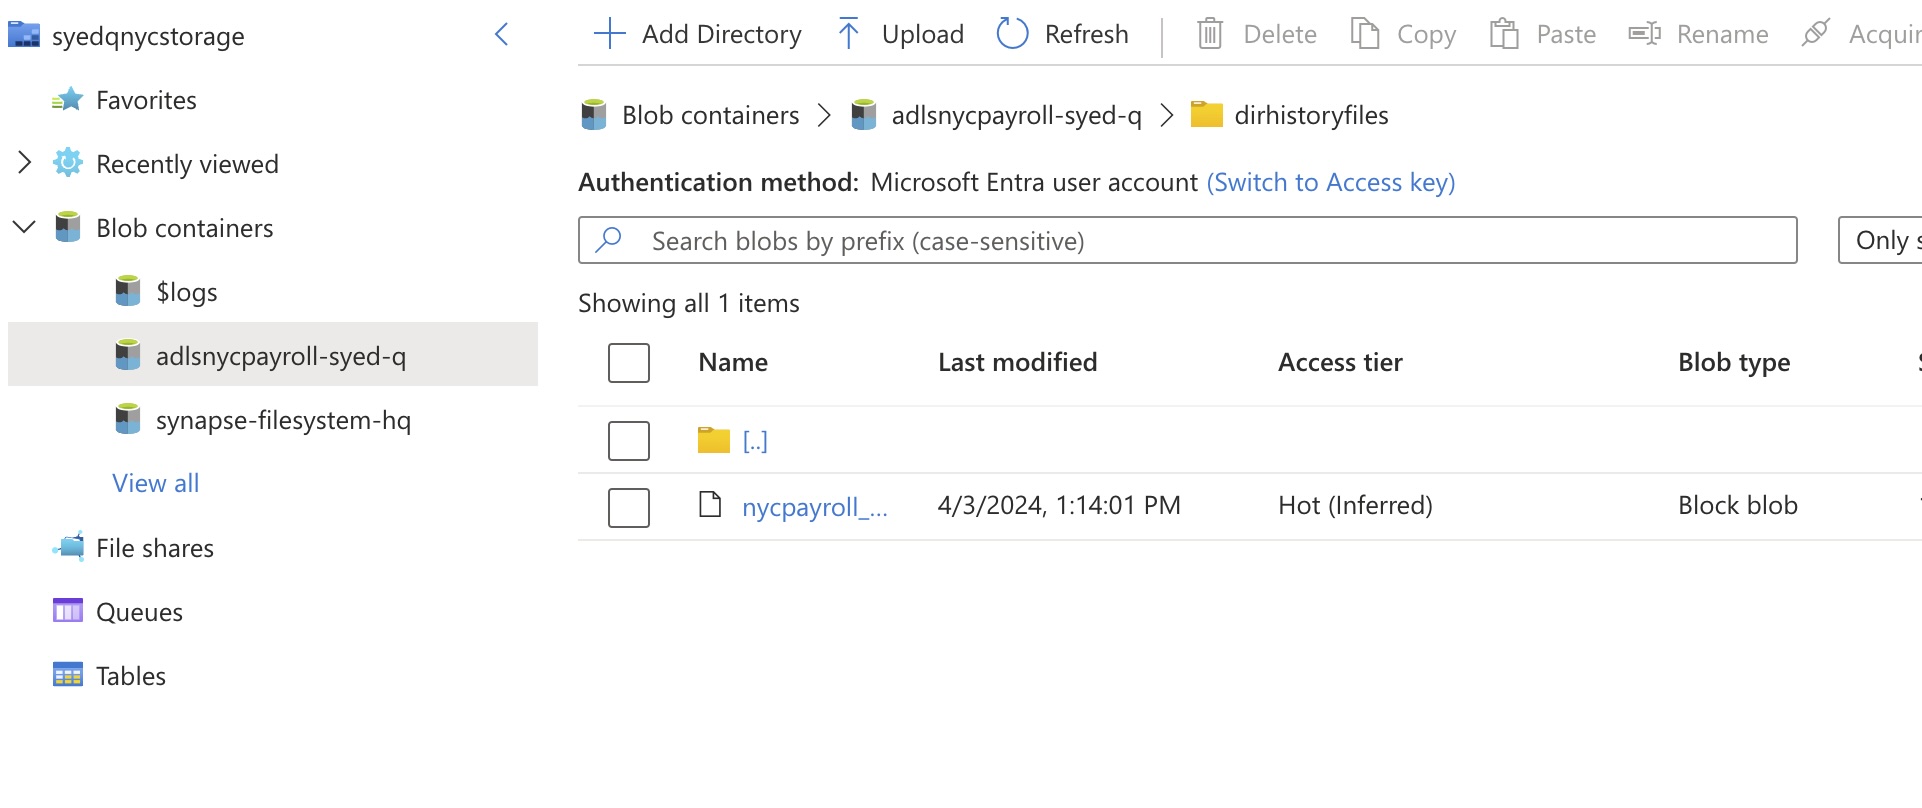 syedqnycstorage
Favorites
Recently viewed
Blob containers
$logs
adlsnycpayroll-syed-q
synapse-filesystem-hq
View all
File shares
Queues
Tables
Add Directory Upload Refresh Delete Copy Paste Rename
Blob containers > adlsnycpayroll-syed-q > dirhistoryfiles
Authentication method: Microsoft Entra user account (Switch to Access key)
Search blobs by prefix (case-sensitive) Only
Showing all 1 items
Name Last modified Access tier Blob type
[..]
nycpayroll_... 4/3/2024, 1:14:01 PM Hot (Inferred) Block blob